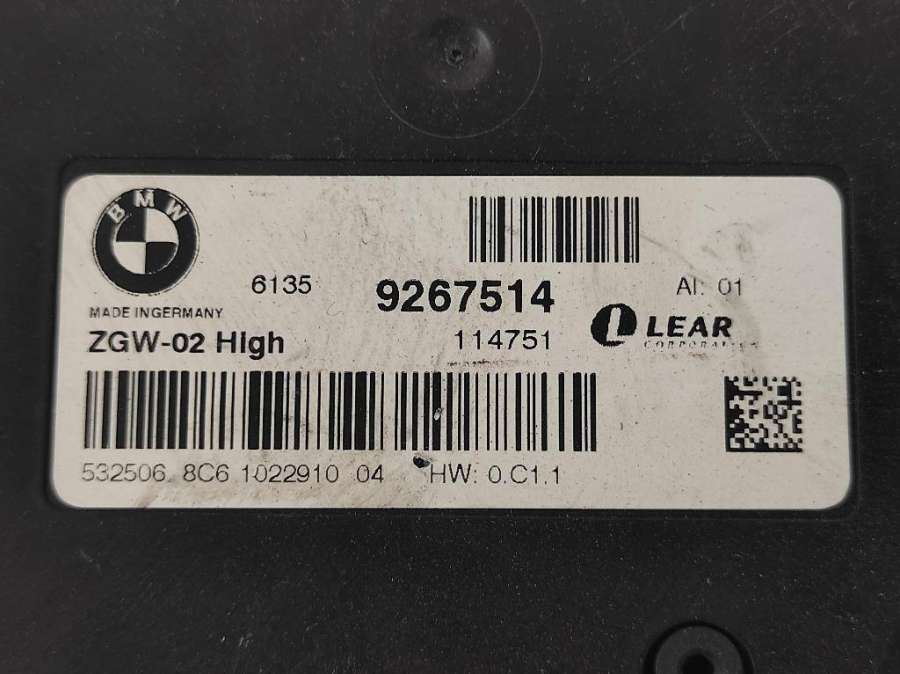 BMW
MADE INGERMANY
6135 9267514 AI: 01
ZGW-02 High 114751 LEAR
CORPORATION
532506 8C6 1022910 04 HW: 0.C1.1